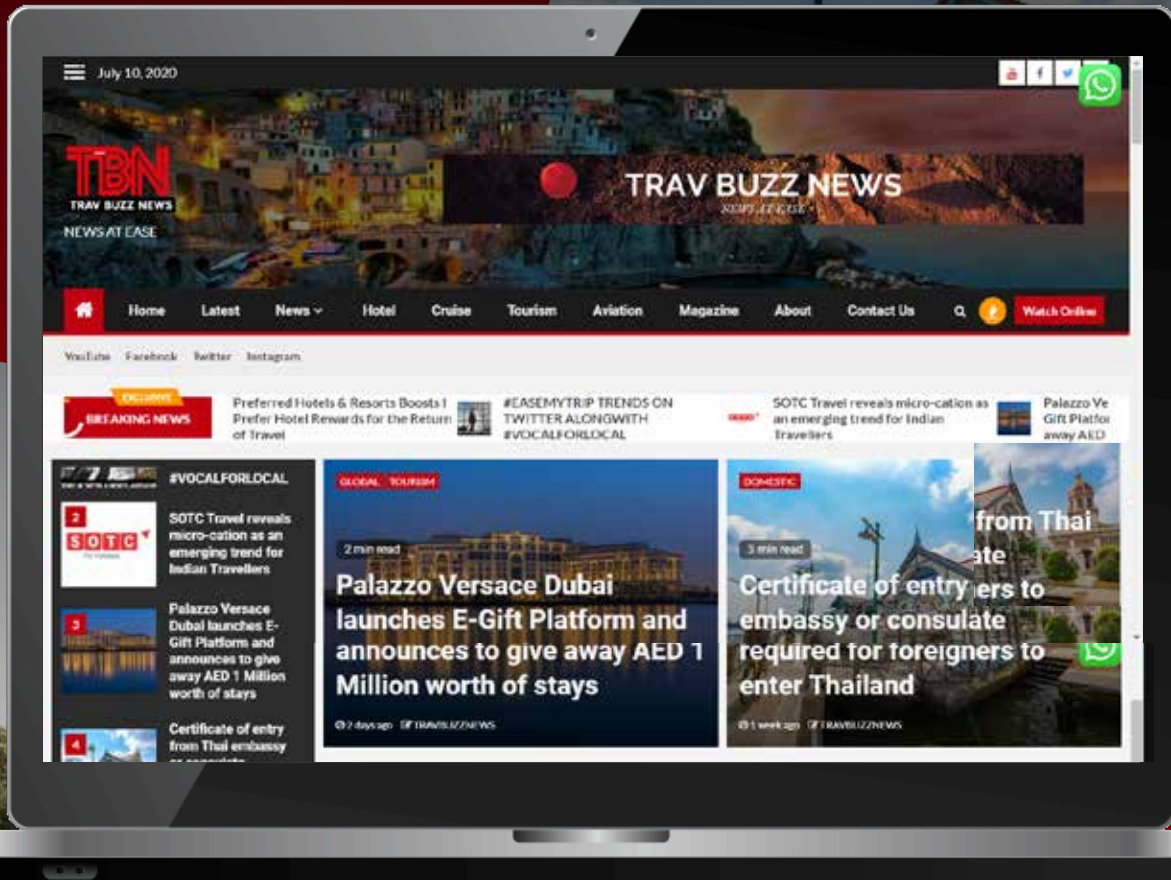 July 10, 2020
TBN
TRAV BUZZ NEWS
NEWS AT EASE
TRAV BUZZ NEWS
NEWS AT EASE
Home Latest News Hotel Cruise Tourism Aviation Magazine About Contact Us Watch Online
YouTube Facebook Twitter Instagram
EXCLUSIVE
BREAKING NEWS
Preferred Hotels & Resorts Boosts I
Prefer Hotel Rewards for the Return
of Travel
#EASEMYTRIP TRENDS ON
TWITTER ALONGWITH
#VOCALFORLOCAL
SOTC Travel reveals micro-cation as
an emerging trend for Indian
Travellers
Palazzo Ve
Gift Platfor
away AED
#VOCALFORLOCAL
2
SOTC
SOTC Travel reveals
micro-cation as an
emerging trend for
Indian Travellers
3
Palazzo Versace
Dubai launches E-
Gift Platform and
announces to give
away AED 1 Million
worth of stays
4
Certificate of entry
from Thai embassy
GLOBAL TOURISM
2 min read
Palazzo Versace Dubai
launches E-Gift Platform and
announces to give away AED 1
Million worth of stays
2 days ago TRAVBUZZNEWS
DOMESTIC
3 min read
Certificate of entry
embassy or consulate
required for foreigners to
enter Thailand
1 week ago TRAVBUZZNEWS
from Thai
ate
ers to